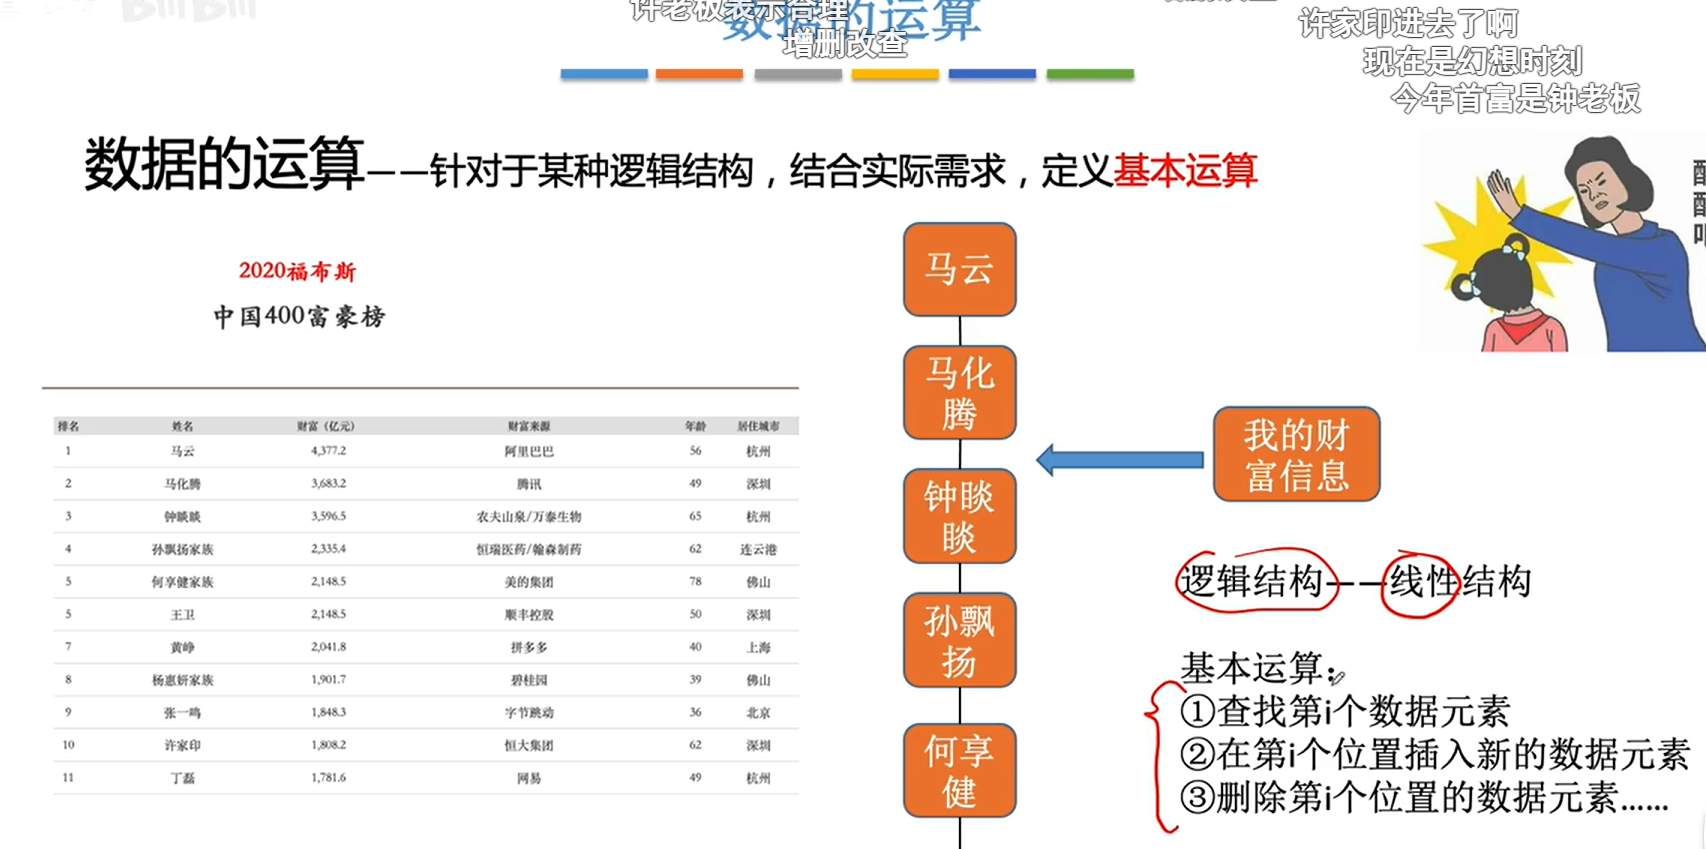 许老板表示合理
数据的运算
增删改查
许家印进去了啊
现在是幻想时刻
今年首富是钟老板
数据的运算——针对于某种逻辑结构，结合实际需求，定义基本运算
2020福布斯
中国400富豪榜
排名 姓名 财富（亿元） 财富来源 年龄 居住城市
1 马云 4,377.2 阿里巴巴 56 杭州
2 马化腾 3,683.2 腾讯 49 深圳
3 钟睒睒 3,596.5 农夫山泉/万泰生物 65 杭州
4 孙飘扬家族 2,335.4 恒瑞医药/翰森制药 62 连云港
5 何享健家族 2,148.5 美的集团 78 佛山
5 王卫 2,148.5 顺丰控股 50 深圳
7 黄峥 2,041.8 拼多多 40 上海
8 杨惠妍家族 1,901.7 碧桂园 39 佛山
9 张一鸣 1,848.3 字节跳动 36 北京
10 许家印 1,808.2 恒大集团 62 深圳
11 丁磊 1,781.6 网易 49 杭州
马云
马化
腾
钟睒
睒
孙飘
扬
何享
健
我的财
富信息
逻辑结构——线性结构
基本运算：
①查找第i个数据元素
②在第i个位置插入新的数据元素
③删除第i个位置的数据元素……
bilibili